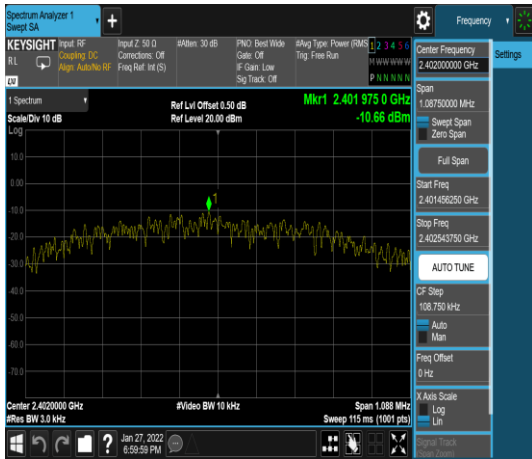 Spectrum Analyzer 1
Swept SA
Frequency
KEYSIGHT
Input: RF
Input Z: 50 Ω
#Atten: 30 dB
PNO: Best Wide
#Avg Type: Power (RMS
1 2 3 4 5 6
RL
Coupling: DC
Corrections: Off
Gate: Off
Trig: Free Run
M W W W W W
Align: Auto/No RF
Freq Ref: Int (S)
IF Gain: Low
Sig Track: Off
P N N N N N
LXI
Center Frequency
2.402000000 GHz
Settings
Span
1.08750000 MHz
Swept Span
Zero Span
Full Span
Start Freq
2.401456250 GHz
Stop Freq
2.402543750 GHz
AUTO TUNE
CF Step
108.750 kHz
Auto
Man
Freq Offset
0 Hz
X Axis Scale
Log
Lin
Signal Track
(Span Zoom)
1 Spectrum
Ref Lvl Offset 0.50 dB
Mkr1 2.401 975 0 GHz
Scale/Div 10 dB
Ref Level 20.00 dBm
-10.66 dBm
Log
10.0
0.00
-10.0
-20.0
-30.0
-40.0
-50.0
-60.0
-70.0
1
Center 2.4020000 GHz
#Video BW 10 kHz
Span 1.088 MHz
#Res BW 3.0 kHz
Sweep 115 ms (1001 pts)
Jan 27, 2022
6:59:59 PM